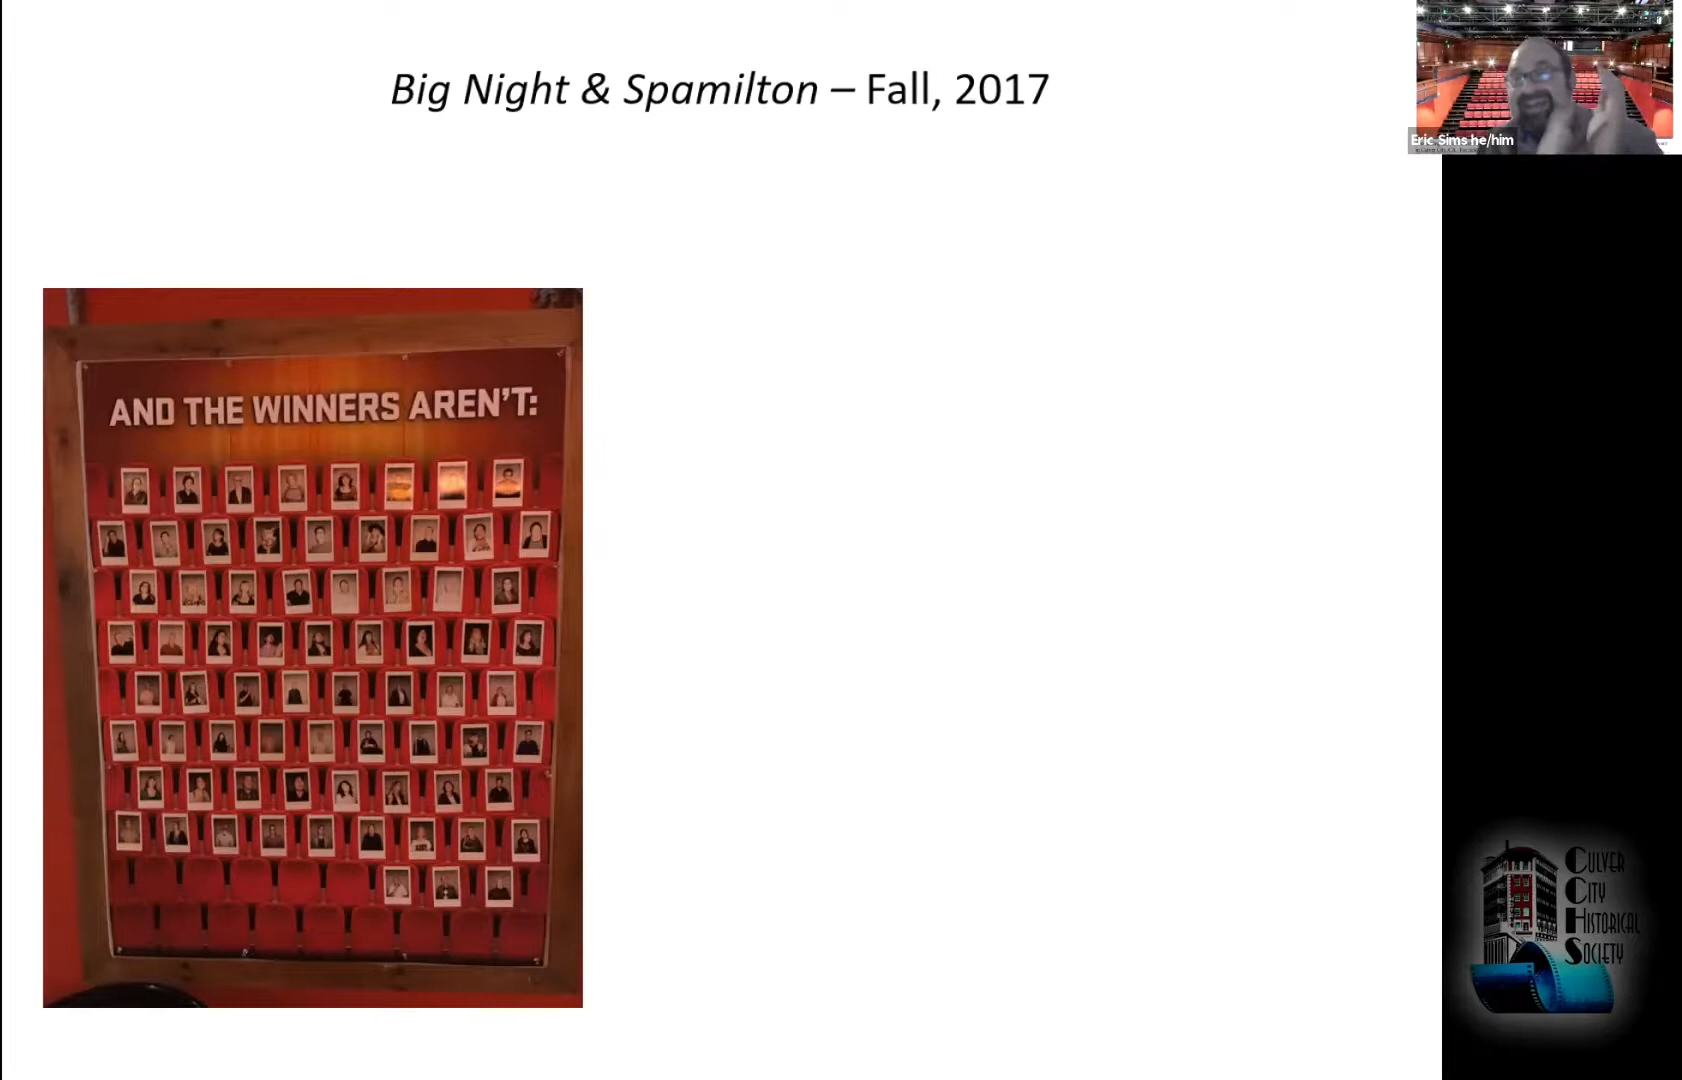 Big Night & Spamilton – Fall, 2017
Eric Sims he/him
AND THE WINNERS AREN'T:
CULVER
CITY
HISTORICAL
SOCIETY